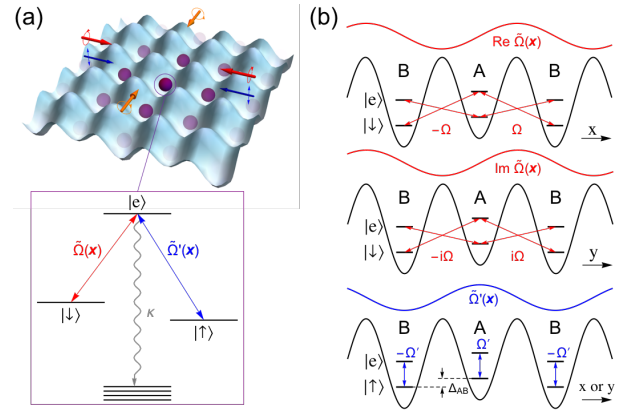 (a)
|e⟩
Ω̃(x)
Ω̃'(x)
κ
|↓⟩
|↑⟩
(b)
Re Ω̃(x)
B A B
|e⟩
|↓⟩
-Ω Ω
x
Im Ω̃(x)
B A B
|e⟩
|↓⟩
-iΩ iΩ
y
Ω̃'(x)
B A B
-Ω' Ω' -Ω'
|e⟩
|↑⟩
Δ_AB
x or y